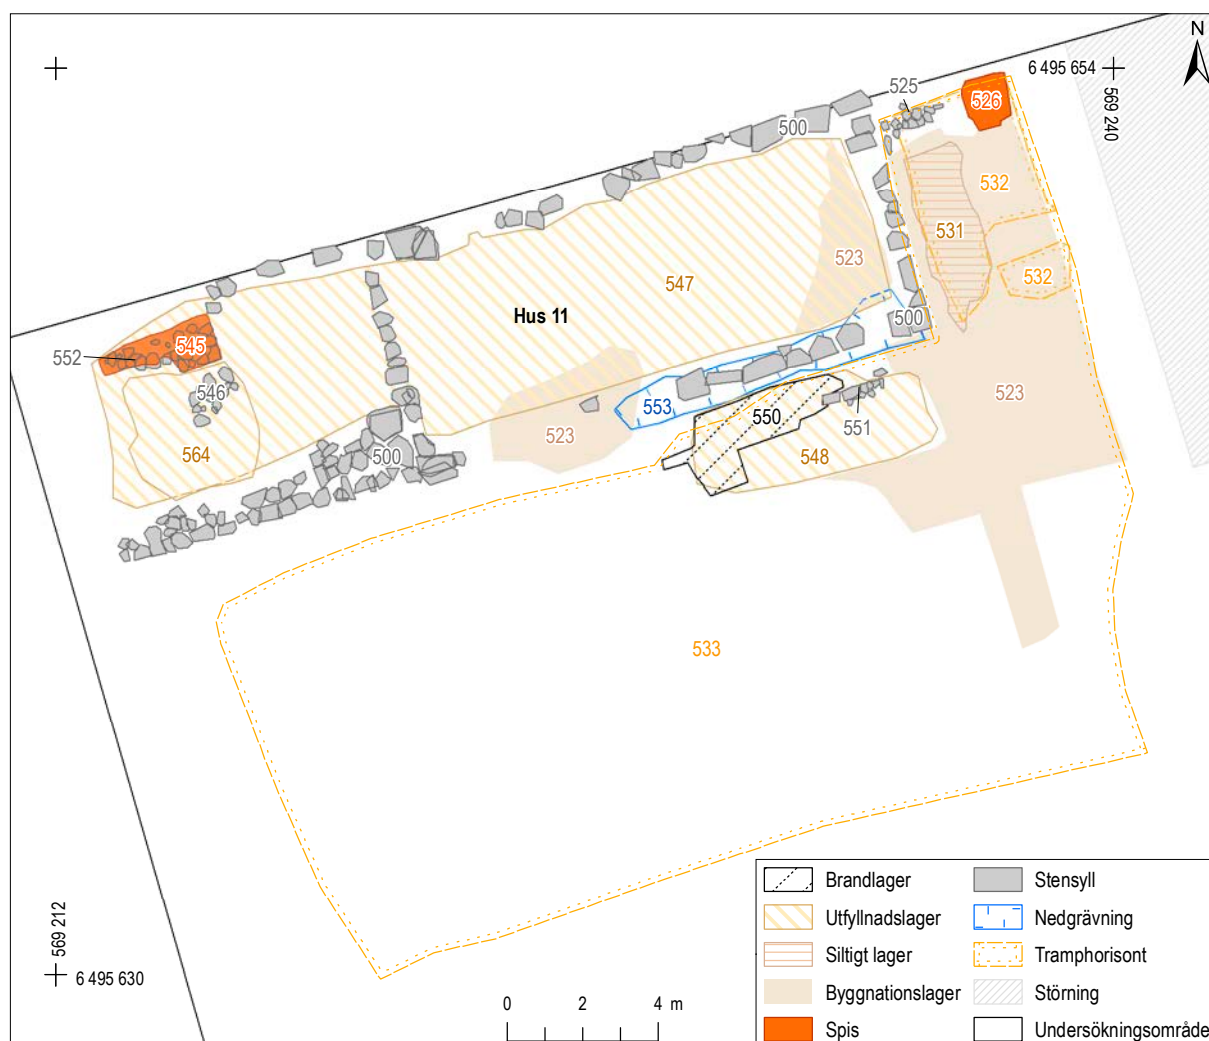 N
6 495 654
569 240
525
526
500
532
531
523
547
532
Hus 11
500
545
552
546
553
550
523
523
551
564
500
548
533
569 212
6 495 630
0 2 4 m
Brandlager
Utfyllnadslager
Siltigt lager
Byggnationslager
Spis
Stensyll
Nedgrävning
Tramphorisont
Störning
Undersökningsområde